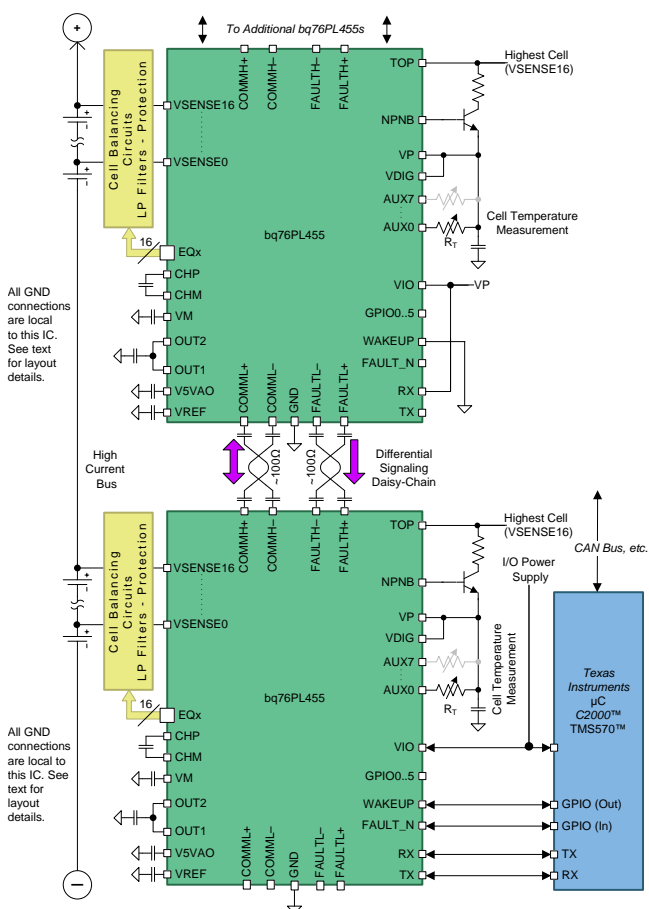 To Additional bq76PL455s
COMMH+
COMMH–
FAULTH–
FAULTH+
TOP
Highest Cell
(VSENSE16)
NPNB
VP
VDIG
AUX7
AUX0
RT
Cell Temperature
Measurement
Cell Balancing
Circuits
LP Filters - Protection
VSENSE16
VSENSE0
bq76PL455
16
EQx
CHP
CHM
VM
OUT2
OUT1
V5VAO
VREF
VIO
VP
GPIO0..5
WAKEUP
FAULT_N
RX
TX
COMML+
COMML–
GND
FAULTL–
FAULTL+
All GND
connections
are local
to this IC.
See text
for layout
details.
High
Current
Bus
~100Ω
~100Ω
Differential
Signaling
Daisy-Chain
COMMH+
COMMH–
FAULTH–
FAULTH+
TOP
Highest Cell
(VSENSE16)
NPNB
VP
VDIG
AUX7
AUX0
RT
Cell Temperature
Measurement
I/O Power
Supply
CAN Bus, etc.
Cell Balancing
Circuits
LP Filters - Protection
VSENSE16
VSENSE0
bq76PL455
16
EQx
CHP
CHM
VM
OUT2
OUT1
V5VAO
VREF
VIO
GPIO0..5
WAKEUP
FAULT_N
RX
TX
COMML+
COMML–
GND
FAULTL–
FAULTL+
All GND
connections
are local to
this IC. See
text for
layout
details.
Texas
Instruments
µC
C2000™
TMS570™
GPIO (Out)
GPIO (In)
TX
RX